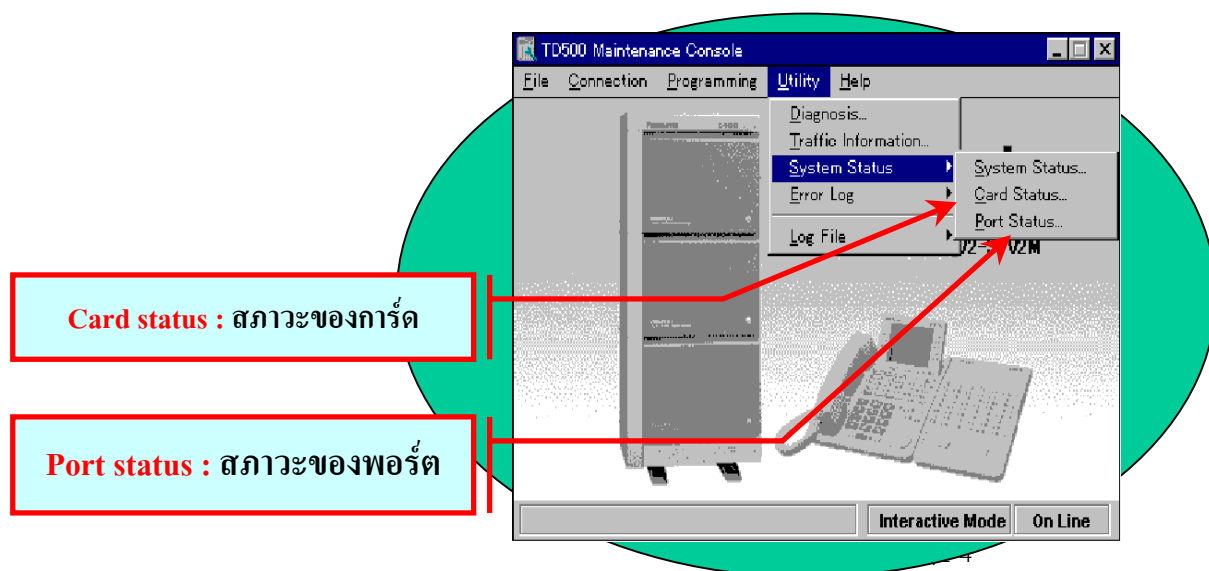 TD500 Maintenance Console
File Connection Programming Utility Help
Diagnosis...
Traffic Information...
System Status
Error Log
Log File
System Status...
Card Status...
Port Status...
V2M
Card status : สภาวะของการ์ด
Port status : สภาวะของพอร์ต
Interactive Mode On Line